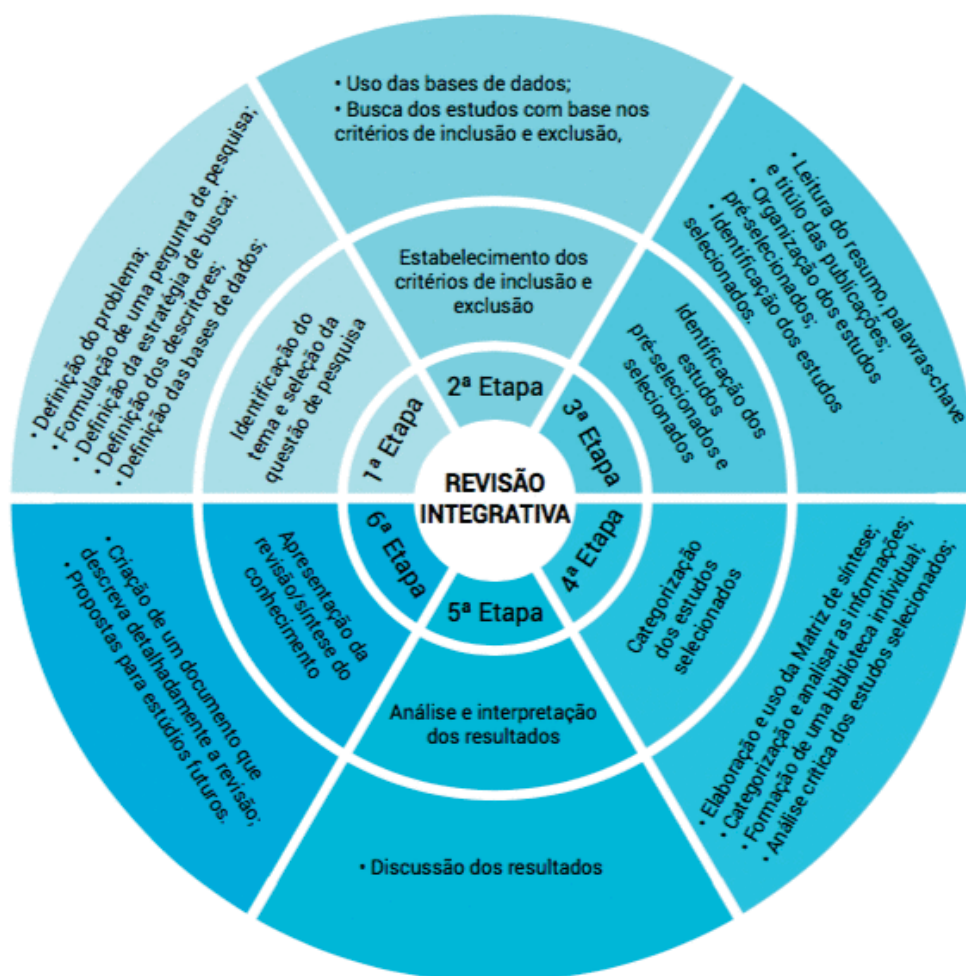 REVISÃO
INTEGRATIVA
1ª Etapa
Identificação do
tema e seleção da
questão de pesquisa
• Definição do problema;
• Formulação de uma pergunta de pesquisa;
• Definição da estratégia de busca;
• Definição dos descritores;
• Definição das bases de dados;
2ª Etapa
Estabelecimento dos
critérios de inclusão e
exclusão
• Uso das bases de dados;
• Busca dos estudos com base nos
critérios de inclusão e exclusão,
3ª Etapa
Identificação dos
estudos
pré-selecionados e
selecionados
• Leitura do resumo, palavras-chave
e título das publicações;
• Organização dos estudos
pré-selecionados;
• Identificação dos estudos
selecionados.
4ª Etapa
Categorização
dos estudos
selecionados
• Elaboração e uso da Matriz de síntese;
• Categorização e analisar as informações;
• Formação de uma biblioteca individual;
• Análise crítica dos estudos selecionados;
5ª Etapa
Análise e interpretação
dos resultados
• Discussão dos resultados
6ª Etapa
Apresentação da
revisão/síntese do
conhecimento
• Criação de um documento que
descreva detalhadamente a revisão;
• Propostas para estúdios futuros.